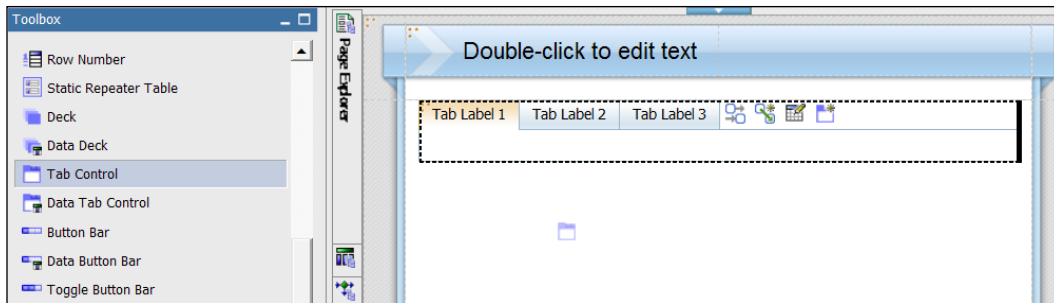 Toolbox
Row Number
Static Repeater Table
Deck
Data Deck
Tab Control
Data Tab Control
Button Bar
Data Button Bar
Toggle Button Bar
Page Explorer
Double-click to edit text
Tab Label 1 Tab Label 2 Tab Label 3